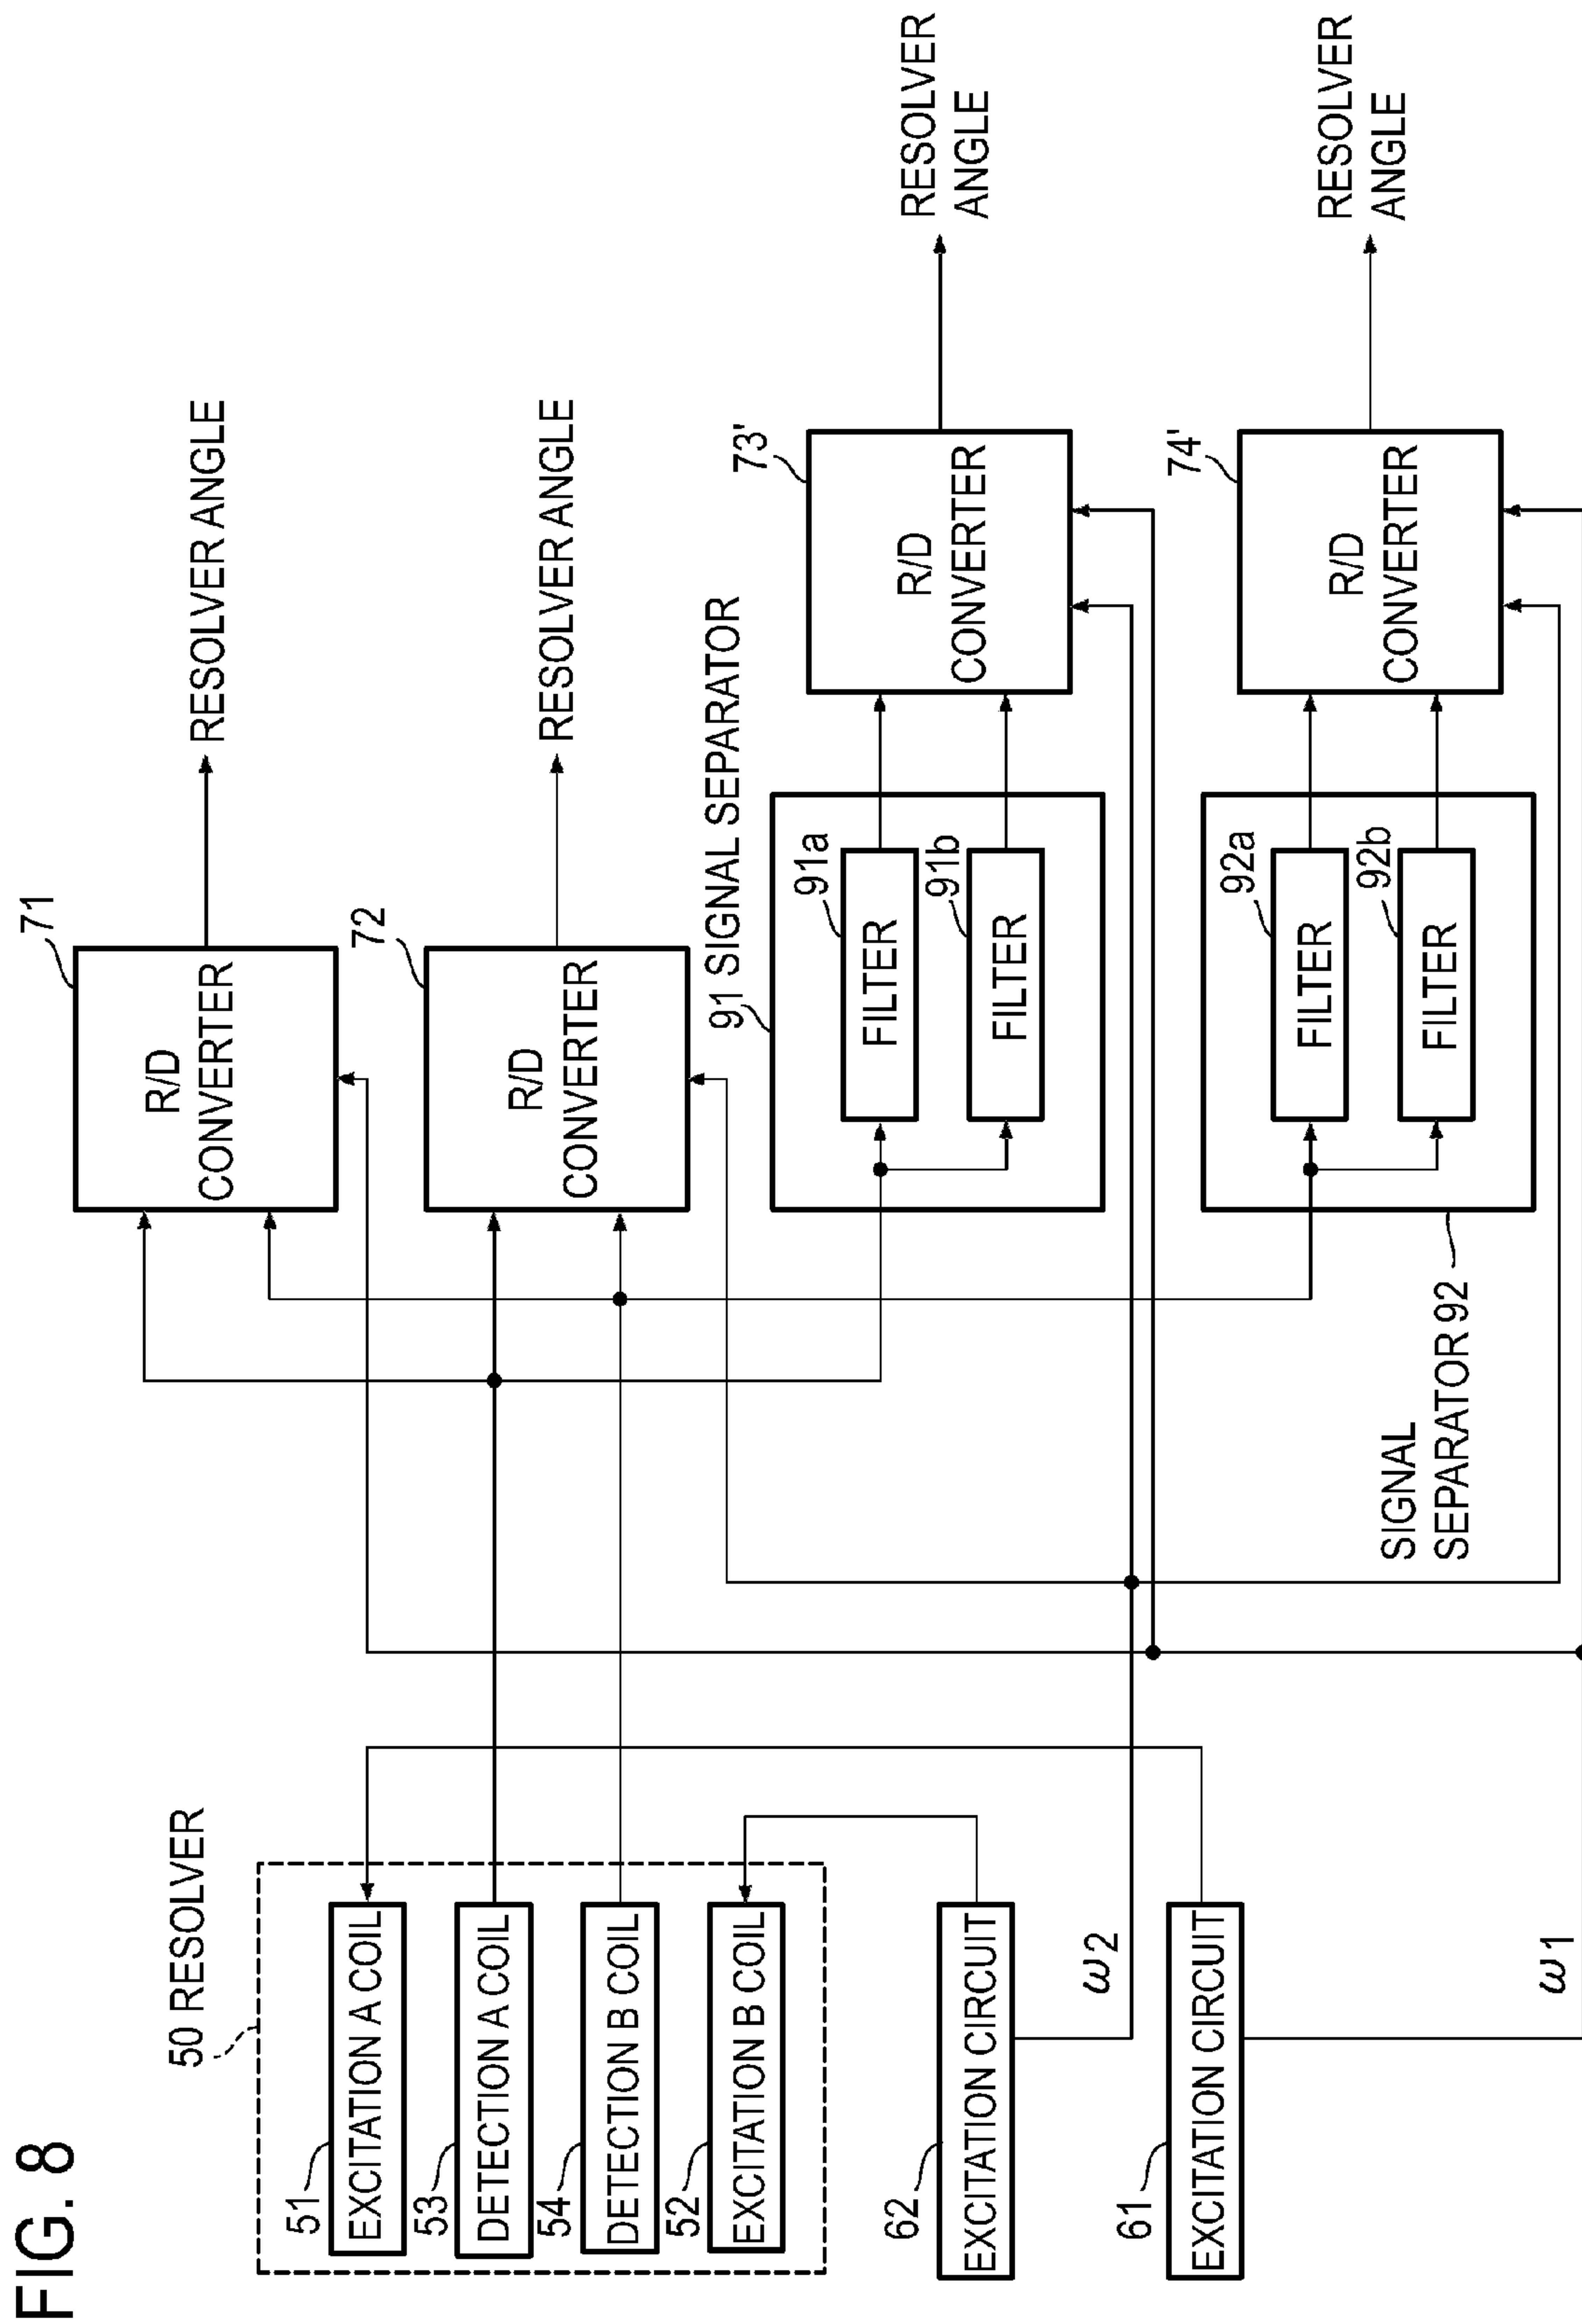 FIG. 8
50 RESOLVER
51
EXCITATION A COIL
53
DETECTION A COIL
54
DETECTION B COIL
52
EXCITATION B COIL
62
EXCITATION CIRCUIT
ω2
61
EXCITATION CIRCUIT
ω1
71
R/D
CONVERTER
RESOLVER ANGLE
72
R/D
CONVERTER
RESOLVER ANGLE
91 SIGNAL SEPARATOR
91a
FILTER
91b
FILTER
73'
R/D
CONVERTER
RESOLVER
ANGLE
SIGNAL
SEPARATOR 92
92a
FILTER
92b
FILTER
74'
R/D
CONVERTER
RESOLVER
ANGLE